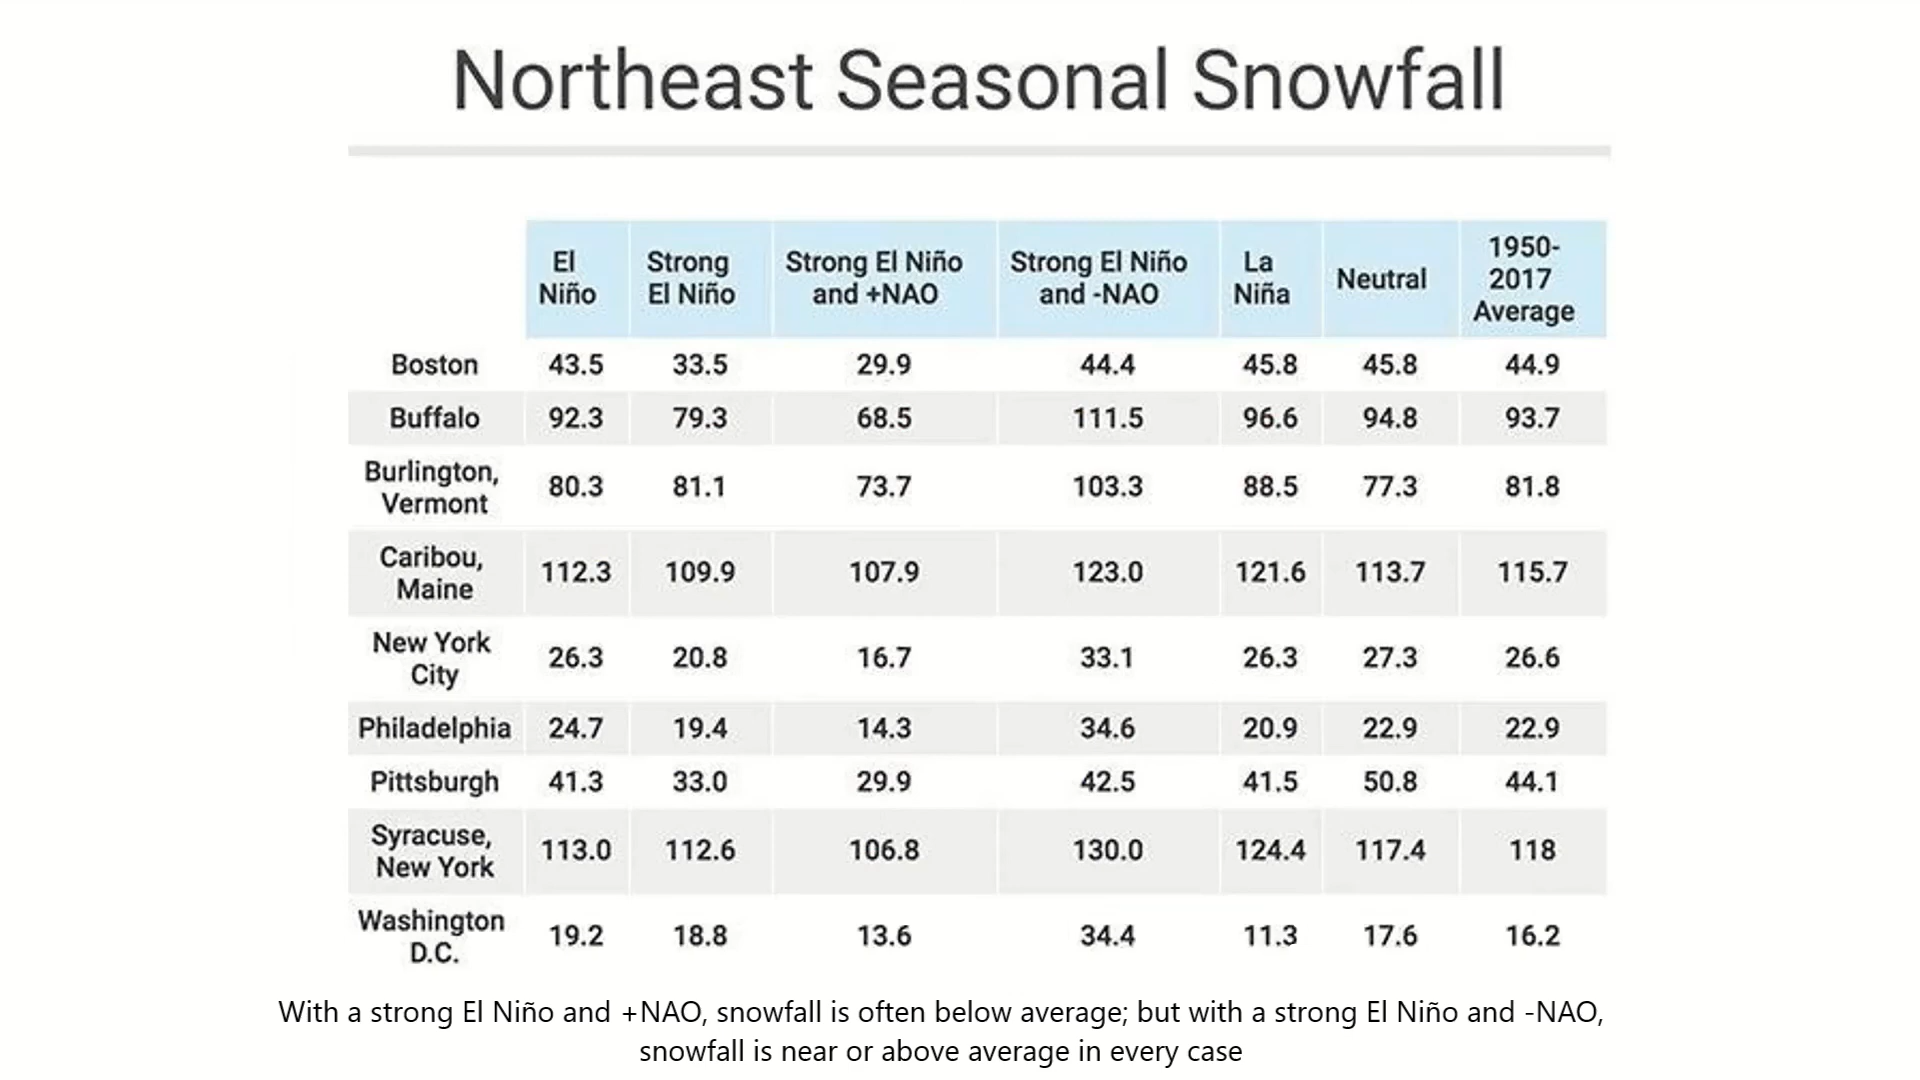 Northeast Seasonal Snowfall
El Niño Strong El Niño Strong El Niño and +NAO Strong El Niño and -NAO La Niña Neutral 1950-2017 Average
Boston 43.5 33.5 29.9 44.4 45.8 45.8 44.9
Buffalo 92.3 79.3 68.5 111.5 96.6 94.8 93.7
Burlington, Vermont 80.3 81.1 73.7 103.3 88.5 77.3 81.8
Caribou, Maine 112.3 109.9 107.9 123.0 121.6 113.7 115.7
New York City 26.3 20.8 16.7 33.1 26.3 27.3 26.6
Philadelphia 24.7 19.4 14.3 34.6 20.9 22.9 22.9
Pittsburgh 41.3 33.0 29.9 42.5 41.5 50.8 44.1
Syracuse, New York 113.0 112.6 106.8 130.0 124.4 117.4 118
Washington D.C. 19.2 18.8 13.6 34.4 11.3 17.6 16.2
With a strong El Niño and +NAO, snowfall is often below average; but with a strong El Niño and -NAO,
snowfall is near or above average in every case